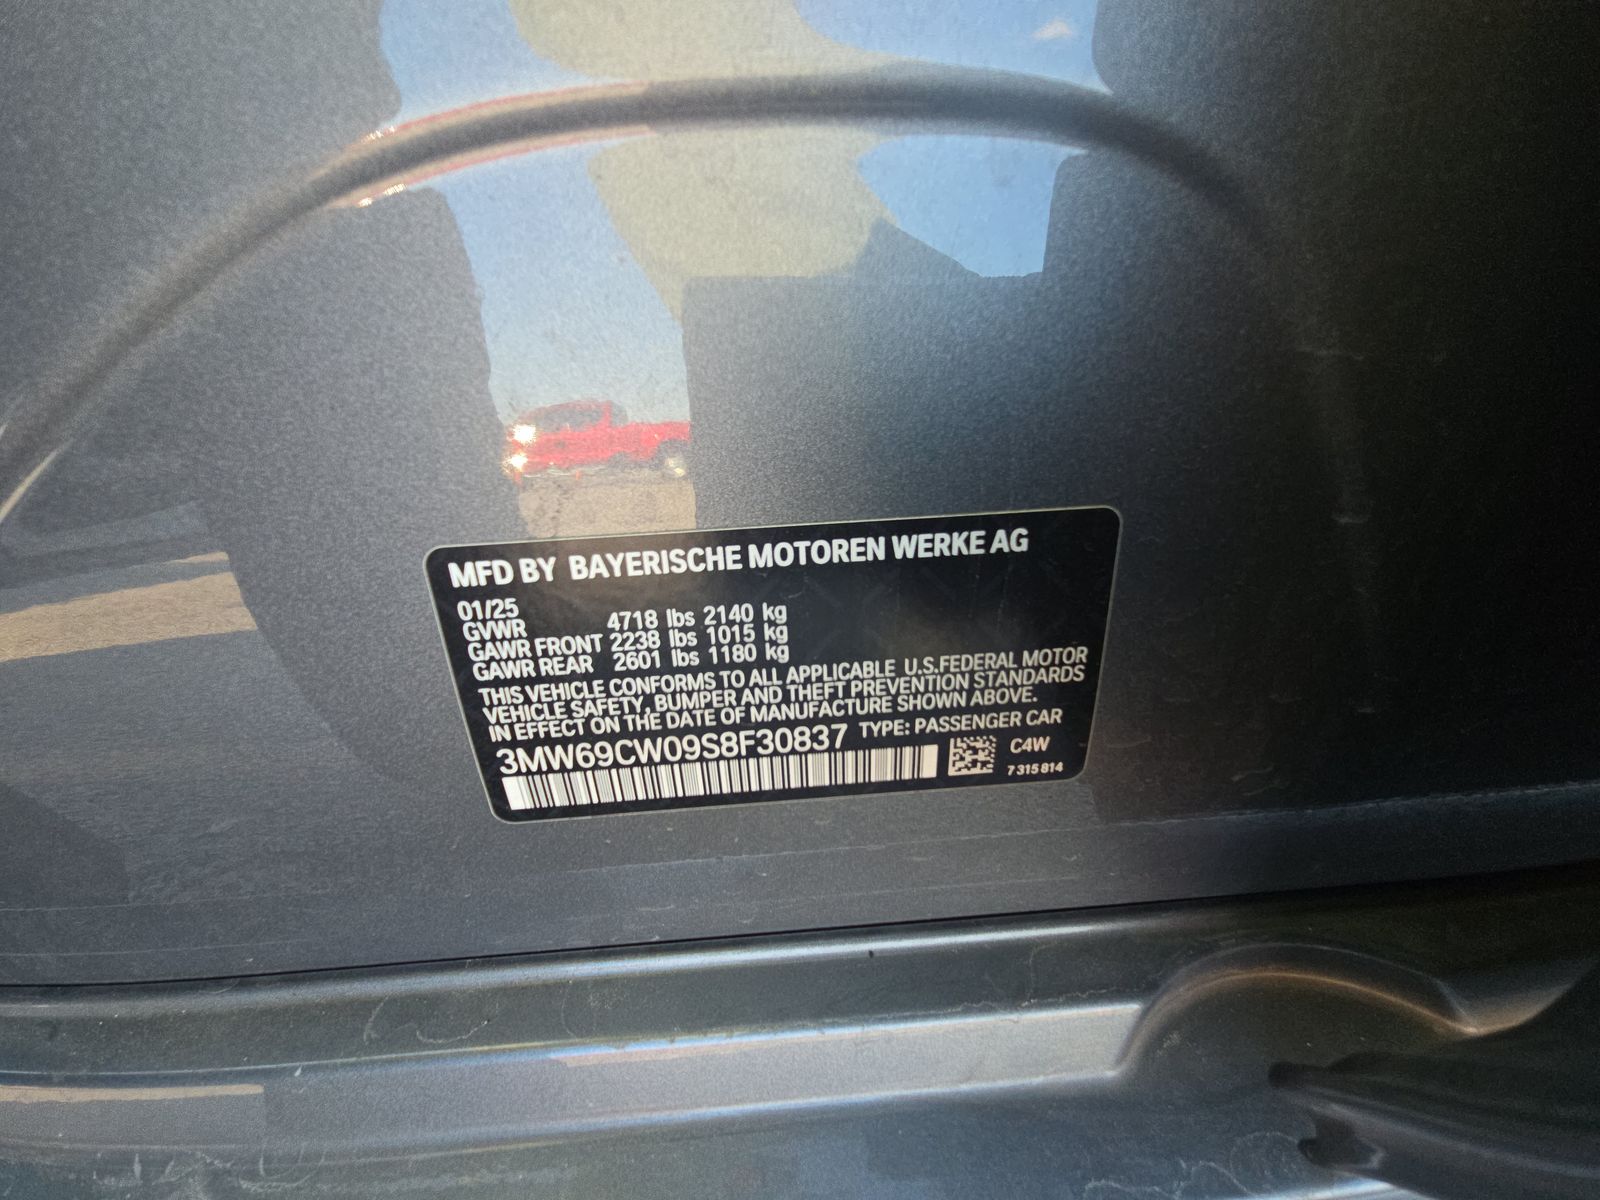 MFD BY BAYERISCHE MOTOREN WERKE AG
01/25
GVWR 4718 lbs 2140 kg
GAWR FRONT 2238 lbs 1015 kg
GAWR REAR 2601 lbs 1180 kg
THIS VEHICLE CONFORMS TO ALL APPLICABLE U.S.FEDERAL MOTOR
VEHICLE SAFETY, BUMPER AND THEFT PREVENTION STANDARDS
IN EFFECT ON THE DATE OF MANUFACTURE SHOWN ABOVE.
3MW69CW09S8F30837 TYPE: PASSENGER CAR
C4W
7 315 814